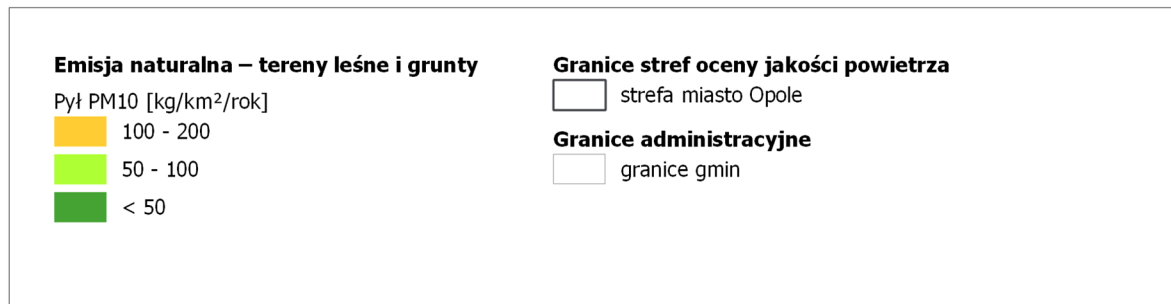 Emisja naturalna – tereny leśne i grunty
Pył PM10 [kg/km²/rok]
100 - 200
50 - 100
< 50
Granice stref oceny jakości powietrza
strefa miasto Opole
Granice administracyjne
granice gmin